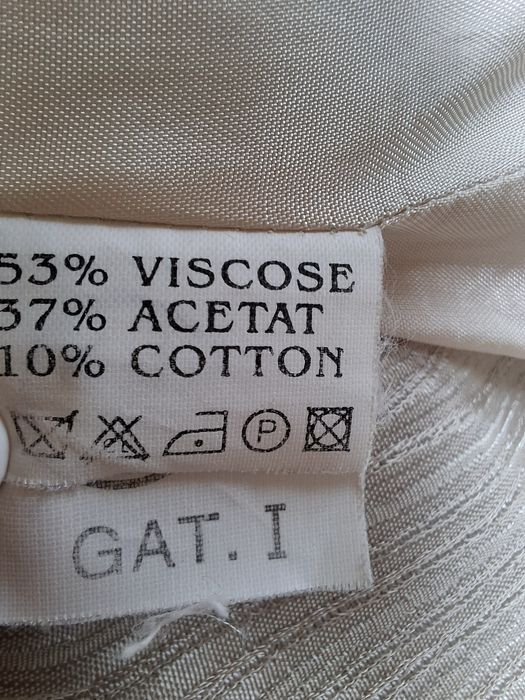 53% VISCOSE
37% ACETAT
10% COTTON
P
GAT. I